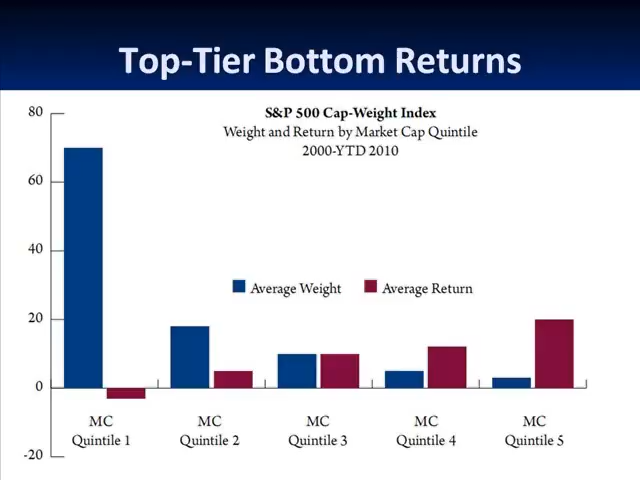 Top-Tier Bottom Returns
S&P 500 Cap-Weight Index
Weight and Return by Market Cap Quintile
2000-YTD 2010
80
60
40
20
0
-20
Average Weight
Average Return
MC
Quintile 1
MC
Quintile 2
MC
Quintile 3
MC
Quintile 4
MC
Quintile 5